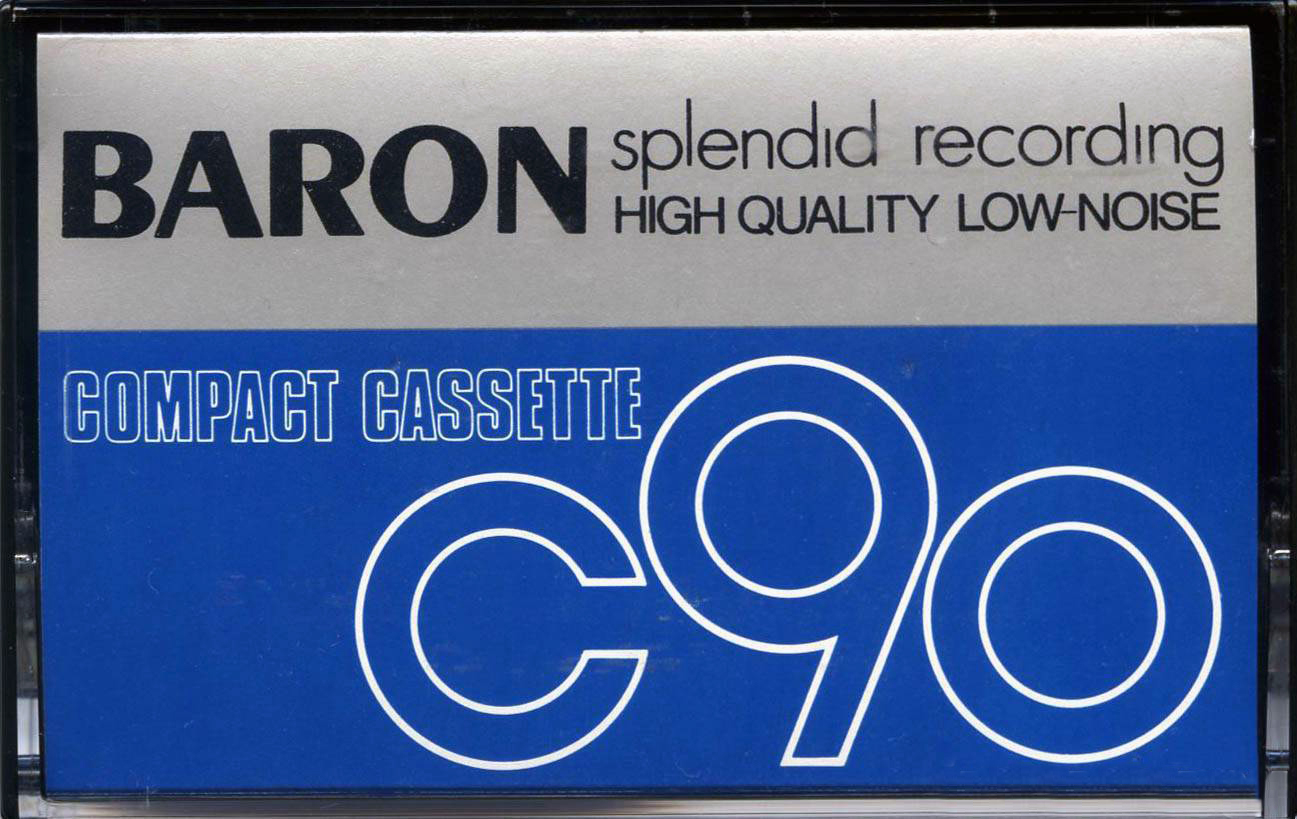 BARON splendid recording
HIGH QUALITY LOW-NOISE
COMPACT CASSETTE
C90